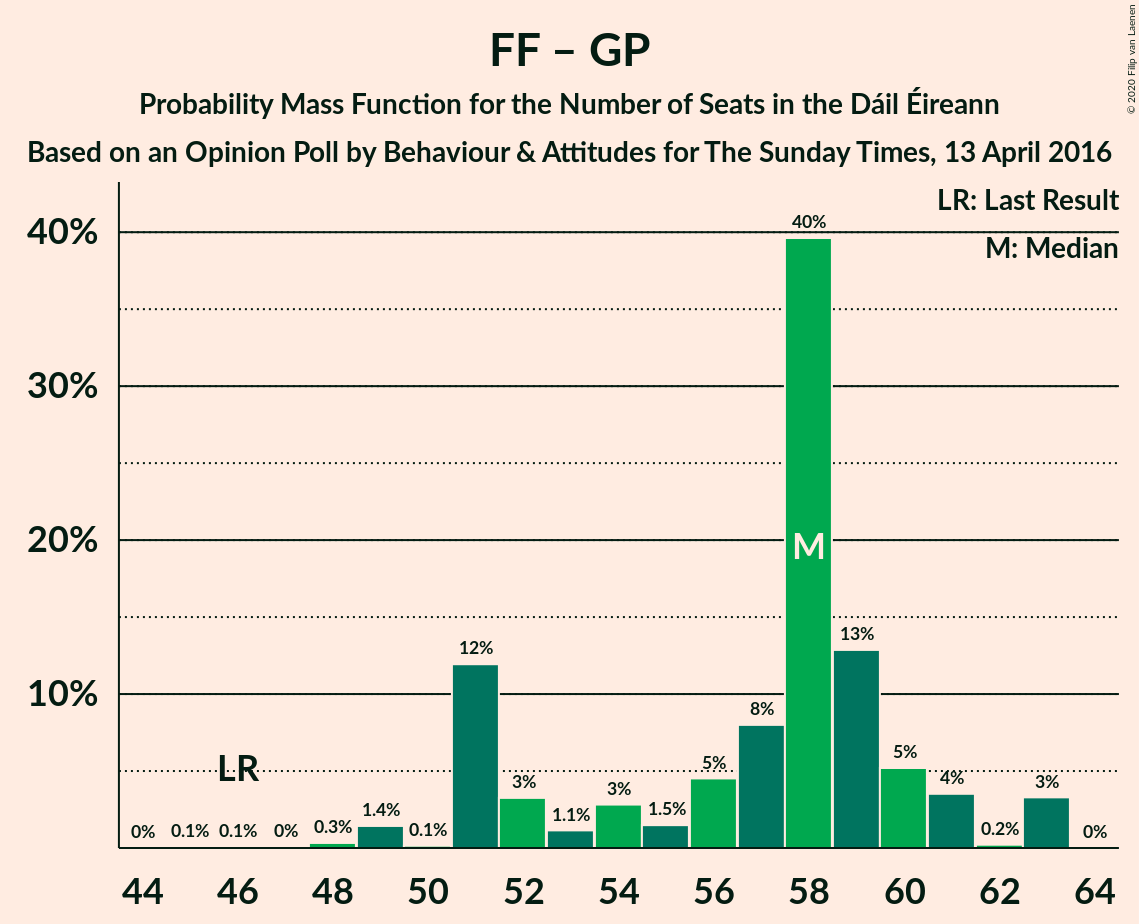 FF – GP
Probability Mass Function for the Number of Seats in the Dáil Éireann
Based on an Opinion Poll by Behaviour & Attitudes for The Sunday Times, 13 April 2016
© 2020 Filip van Laenen
LR: Last Result
M: Median
40%
30%
20%
10%
0% 0.1% 0.1% 0% 0.3% 1.4% 0.1% 12% 3% 1.1% 3% 1.5% 5% 8% 40% 13% 5% 4% 0.2% 3% 0%
LR
M
44 46 48 50 52 54 56 58 60 62 64